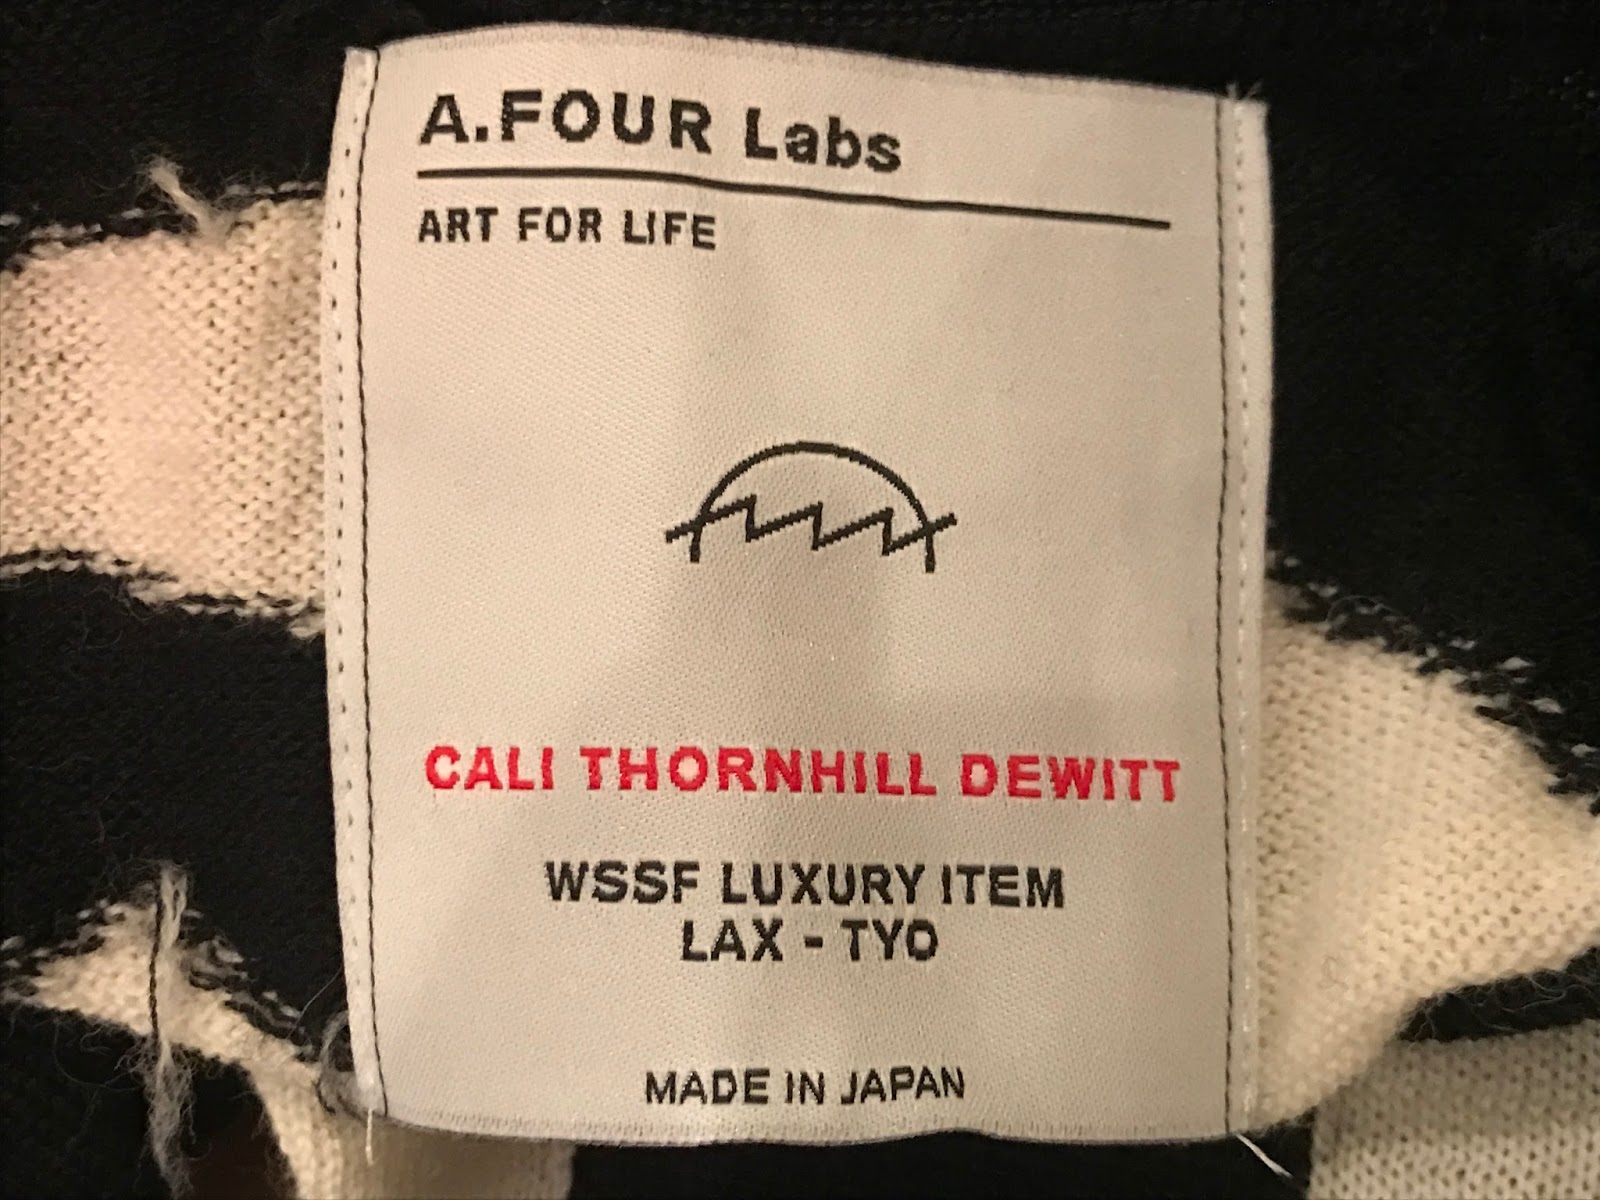 A.FOUR Labs
ART FOR LIFE
CALI THORNHILL DEWITT
WSSF LUXURY ITEM
LAX - TYO
MADE IN JAPAN